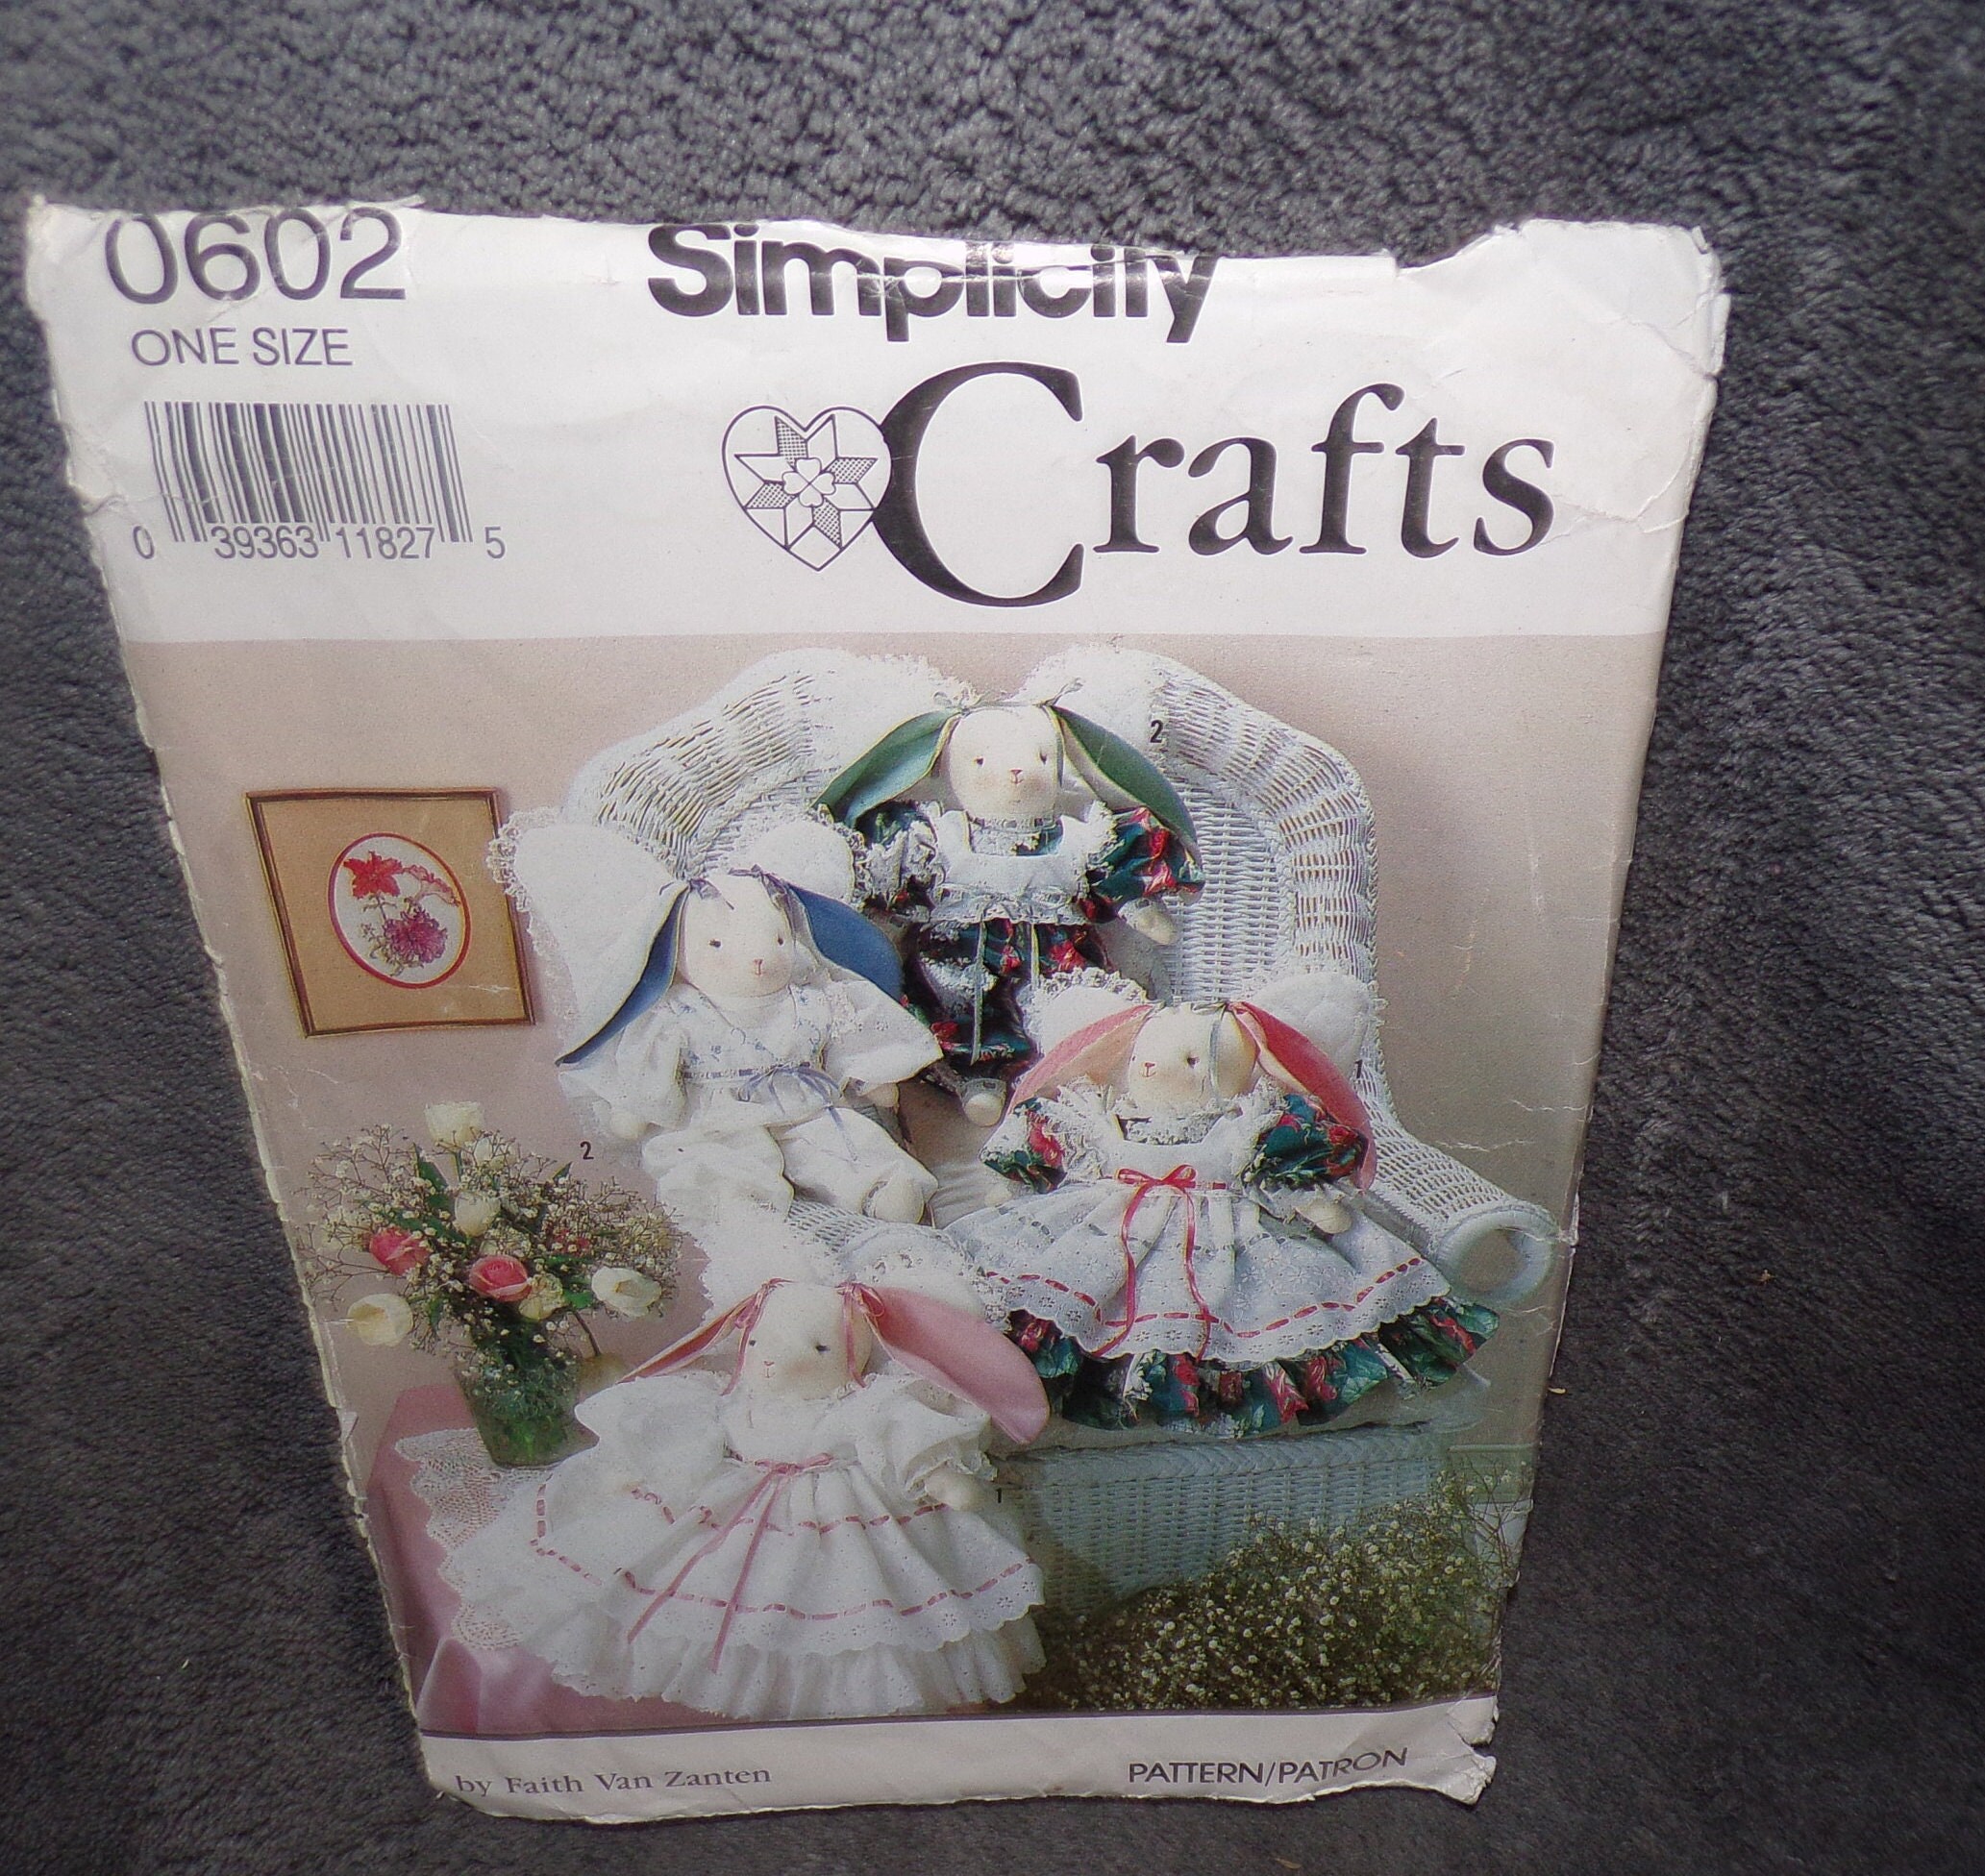 0602
Simplicity
ONE SIZE
Crafts
0 39363 11827 5
2
2
1
1
by Faith Van Zanten
PATTERN/PATRON